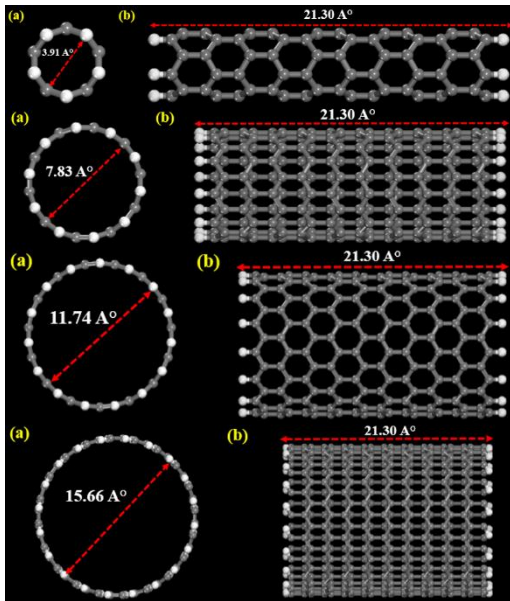 (a) (b) 21.30 A°
3.91 A°
(a) (b) 21.30 A°
7.83 A°
(a) (b) 21.30 A°
11.74 A°
(a) (b) 21.30 A°
15.66 A°